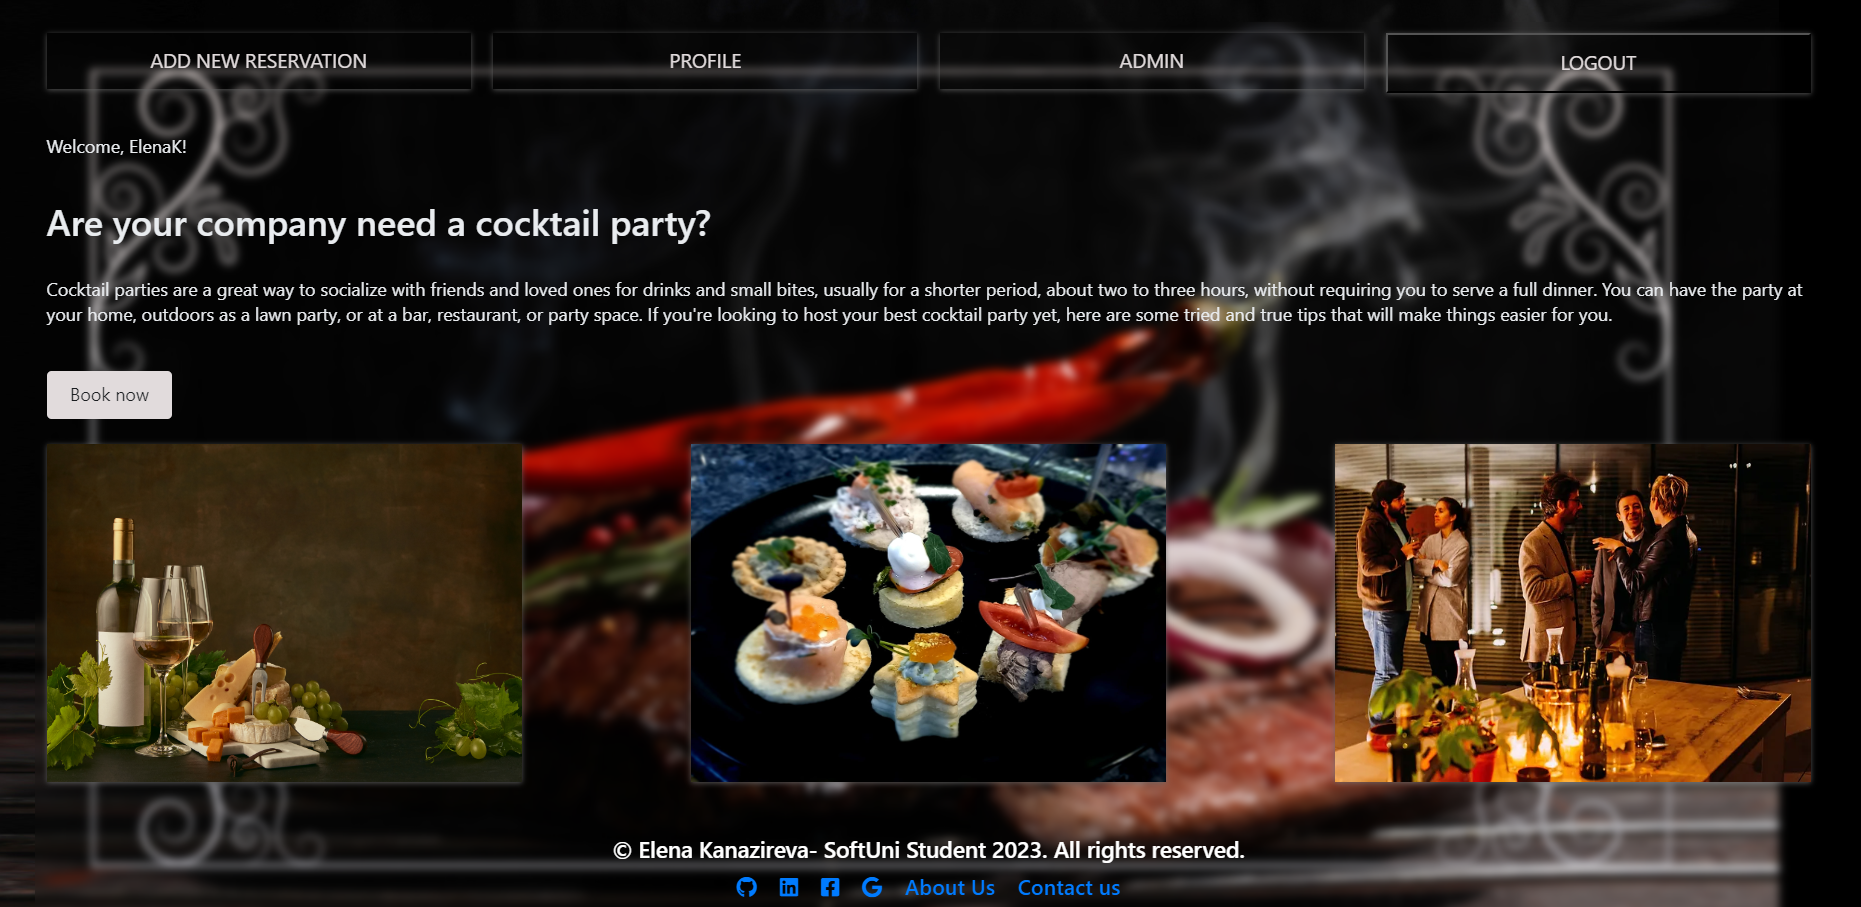 ADD NEW RESERVATION
PROFILE
ADMIN
LOGOUT
Welcome, ElenaK!
Are your company need a cocktail party?
Cocktail parties are a great way to socialize with friends and loved ones for drinks and small bites, usually for a shorter period, about two to three hours, without requiring you to serve a full dinner. You can have the party at
your home, outdoors as a lawn party, or at a bar, restaurant, or party space. If you're looking to host your best cocktail party yet, here are some tried and true tips that will make things easier for you.
Book now
© Elena Kanazireva- SoftUni Student 2023. All rights reserved.
About Us
Contact us